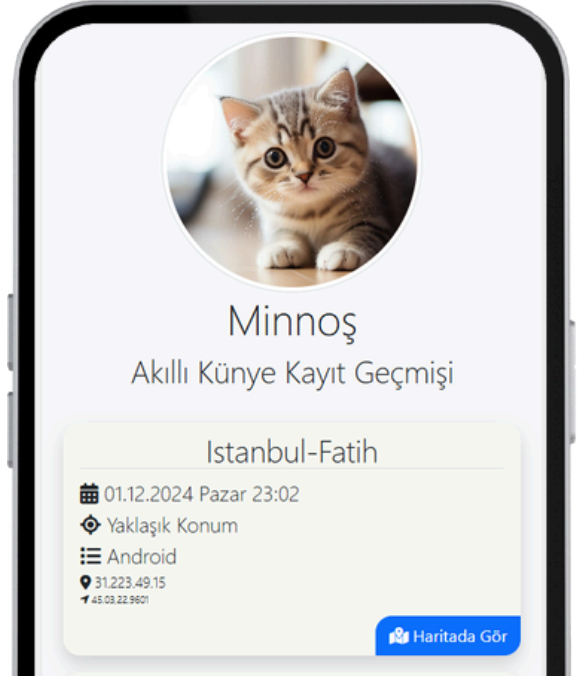 Minnoş
Akıllı Künye Kayıt Geçmişi
Istanbul-Fatih
01.12.2024 Pazar 23:02
Yaklaşık Konum
Android
31.223.49.15
45.03,22.9601
Haritada Gör